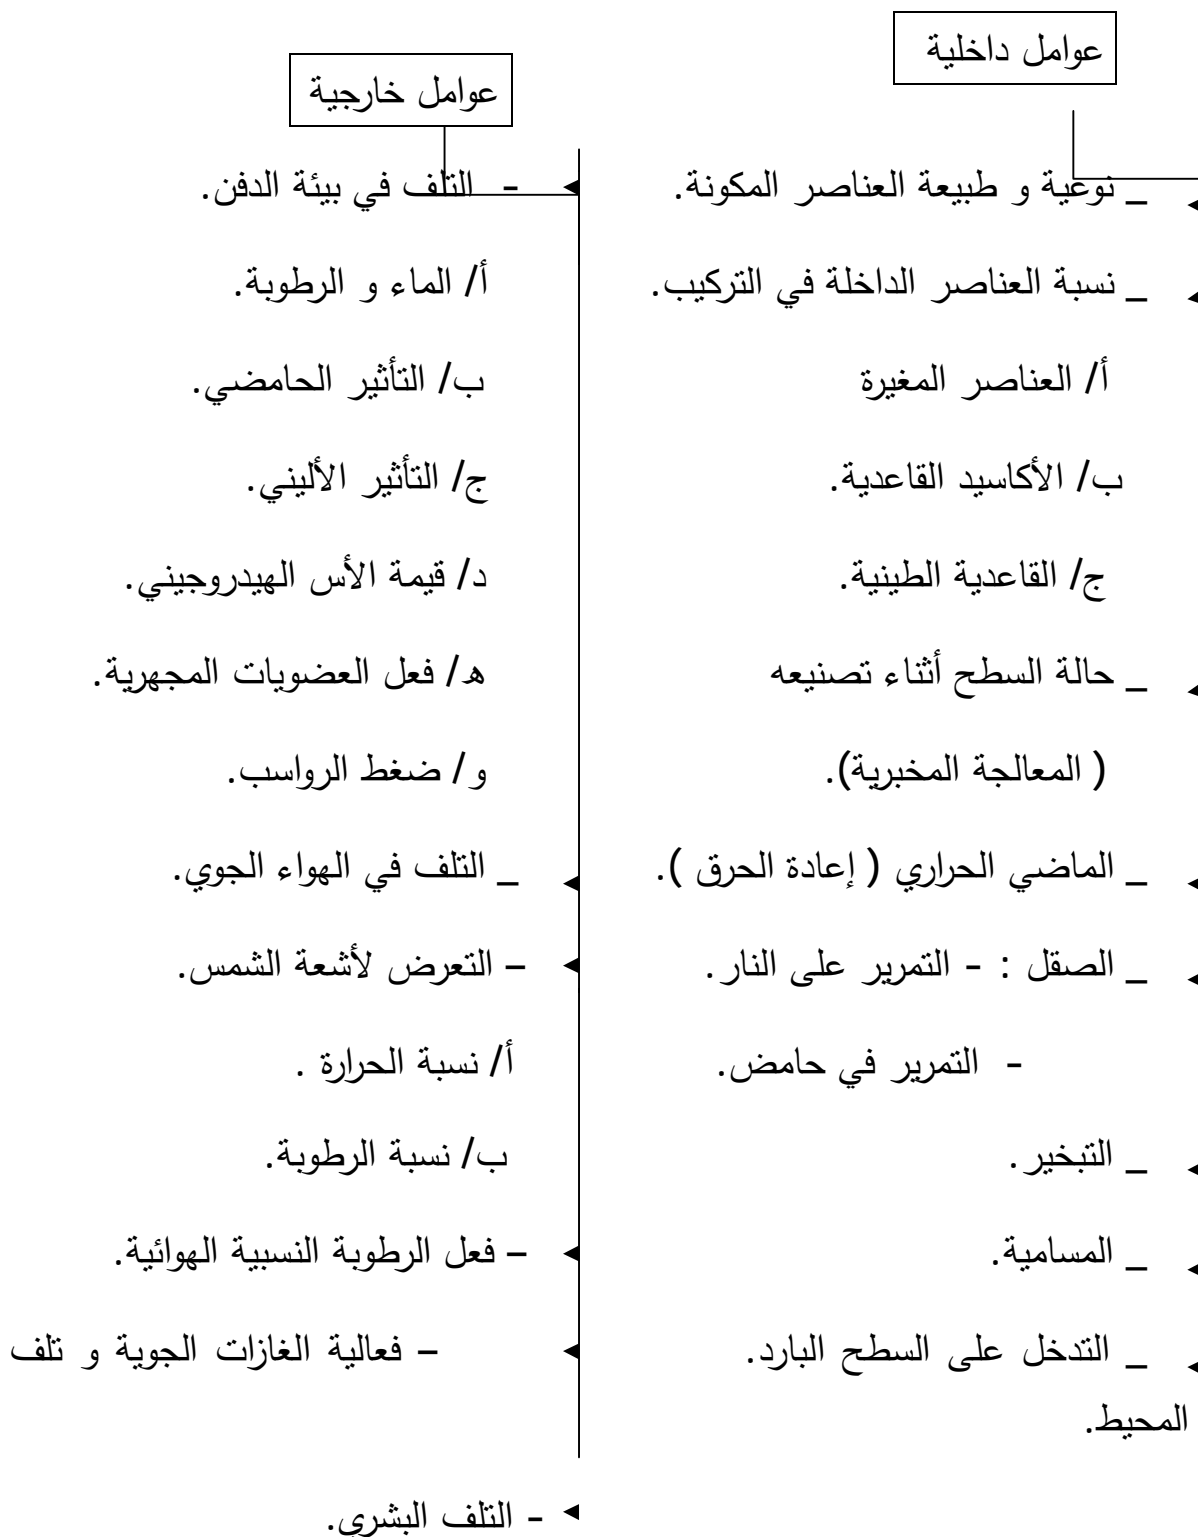 عوامل داخلية
_ نوعية و طبيعة العناصر المكونة.
_ نسبة العناصر الداخلة في التركيب.
أ/ العناصر المغيرة
ب/ الأكاسيد القاعدية.
ج/ القاعدية الطينية.
_ حالة السطح أثناء تصنيعه
( المعالجة المخبرية).
_ الماضي الحراري ( إعادة الحرق ).
_ الصقل : - التمرير على النار.
- التمرير في حامض.
_ التبخير.
_ المسامية.
_ التدخل على السطح البارد.
عوامل خارجية
- التلف في بيئة الدفن.
أ/ الماء و الرطوبة.
ب/ التأثير الحامضي.
ج/ التأثير الأليني.
د/ قيمة الأس الهيدروجيني.
ه/ فعل العضويات المجهرية.
و/ ضغط الرواسب.
_ التلف في الهواء الجوي.
– التعرض لأشعة الشمس.
أ/ نسبة الحرارة .
ب/ نسبة الرطوبة.
– فعل الرطوبة النسبية الهوائية.
– فعالية الغازات الجوية و تلف
المحيط.
- التلف البشري.